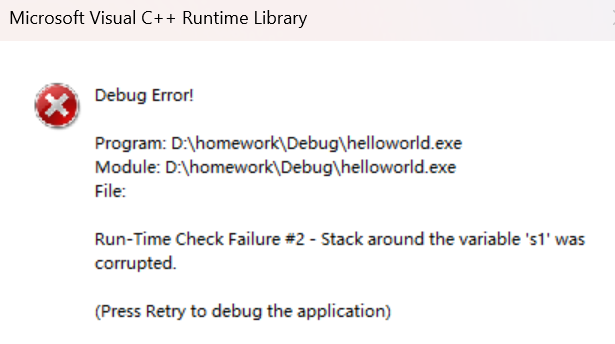 Microsoft Visual C++ Runtime Library
Debug Error!
Program: D:\homework\Debug\helloworld.exe
Module: D:\homework\Debug\helloworld.exe
File:
Run-Time Check Failure #2 - Stack around the variable 's1' was
corrupted.
(Press Retry to debug the application)